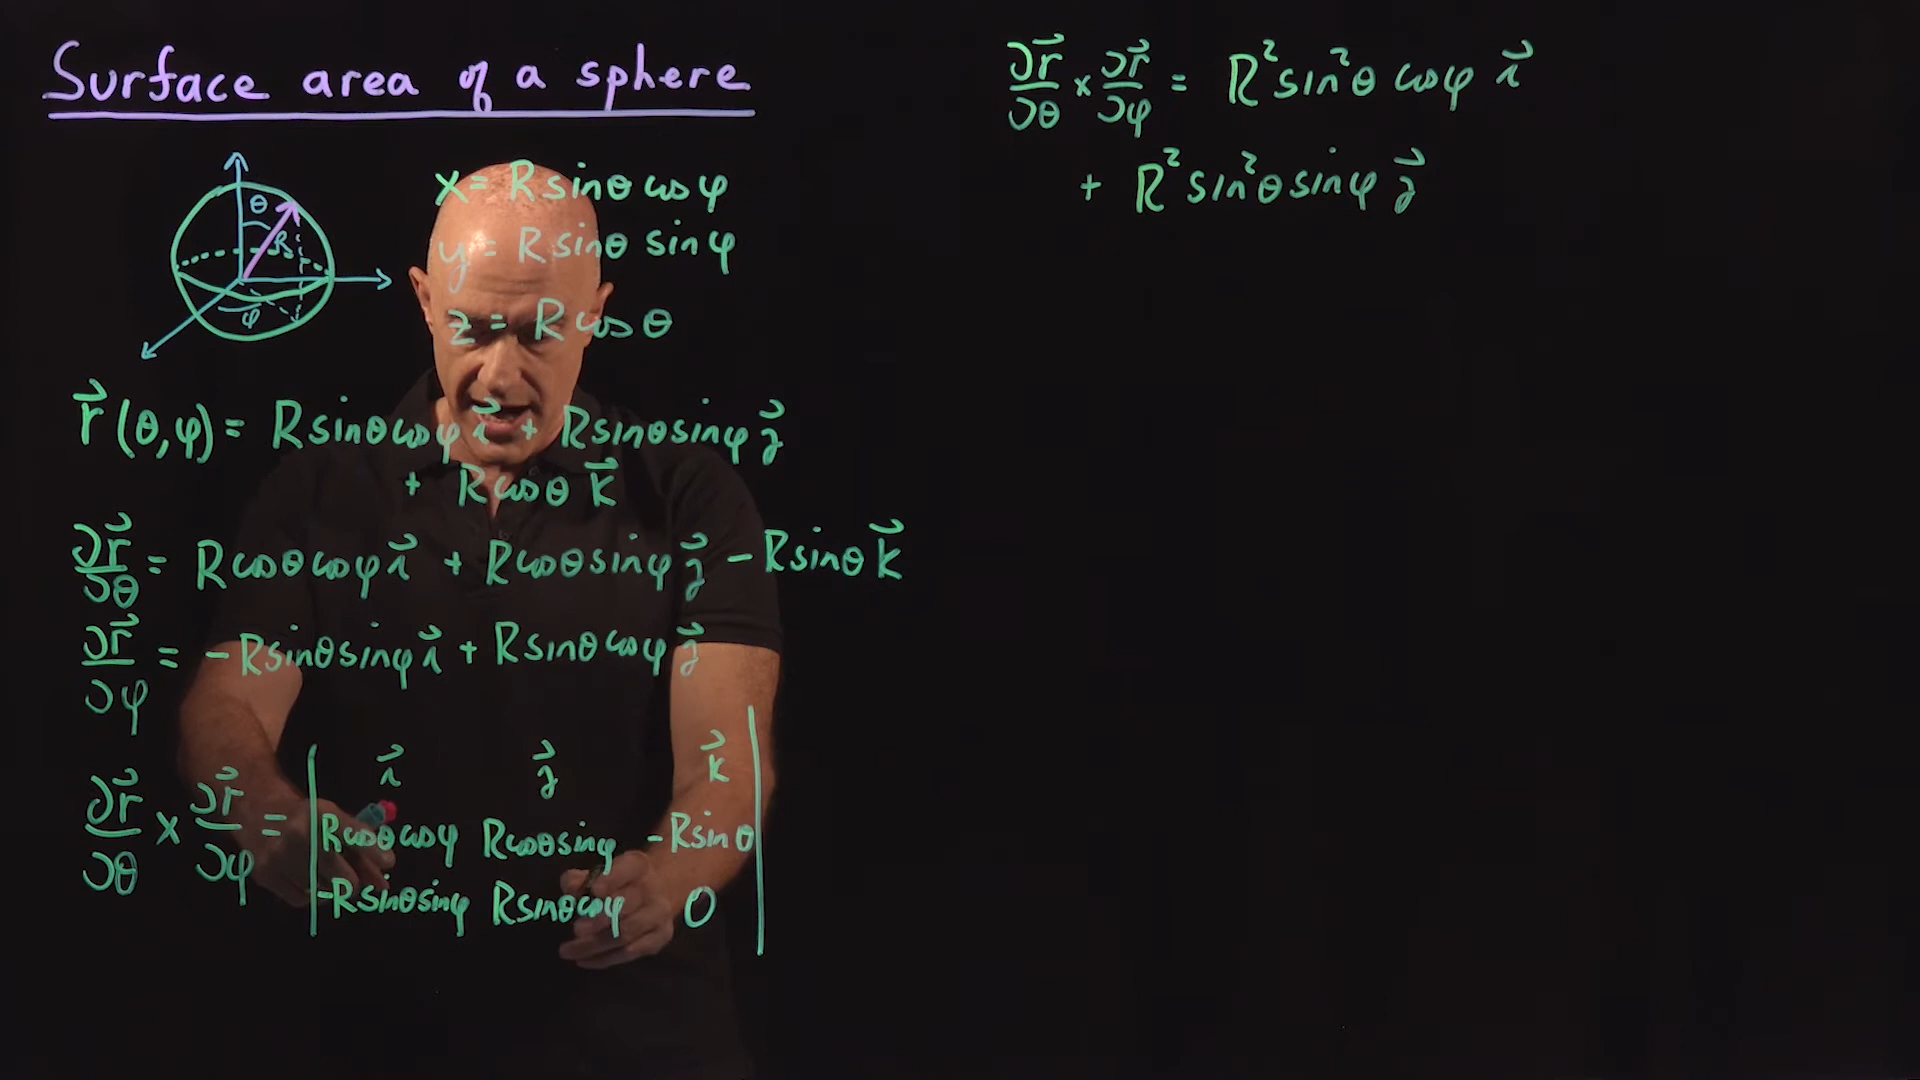 Surface area of a sphere
θ
R
φ
x = R sinθ cosφ
y = R sinθ sinφ
z = R cosθ
r⃗(θ,φ) = R sinθ cosφ i⃗ + R sinθ sinφ j⃗
+ R cosθ k⃗
∂r⃗/∂θ = R cosθ cosφ i⃗ + R cosθ sinφ j⃗ − R sinθ k⃗
∂r⃗/∂φ = −R sinθ sinφ i⃗ + R sinθ cosφ j⃗
∂r⃗/∂θ × ∂r⃗/∂φ = | i⃗ j⃗ k⃗ |
| R cosθ cosφ R cosθ sinφ −R sinθ |
| −R sinθ sinφ R sinθ cosφ 0 |
∂r⃗/∂θ × ∂r⃗/∂φ = R² sin²θ cosφ i⃗
+ R² sin²θ sinφ j⃗